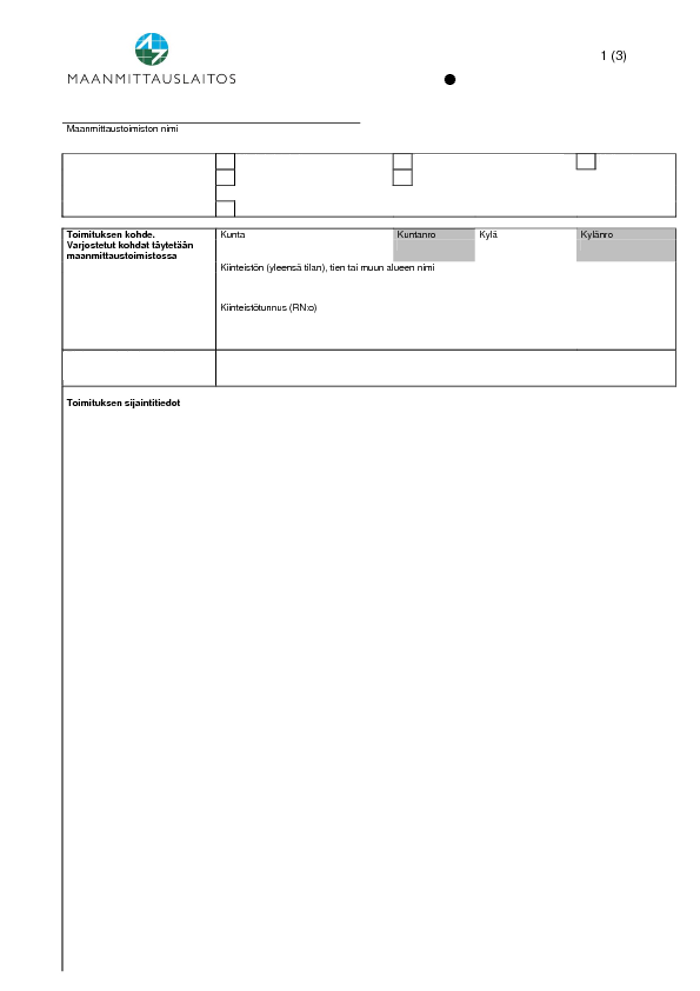 1 (3)
MAANMITTAUSLAITOS
Maanmittaustoimiston nimi
Toimituksen kohde.
Varjostetut kohdat täytetään
maanmittaustoimistossa
Kunta
Kuntanro
Kylä
Kylänro
Kiinteistön (yleensä tilan), tien tai muun alueen nimi
Kiinteistötunnus (RN:o)
Toimituksen sijaintitiedot